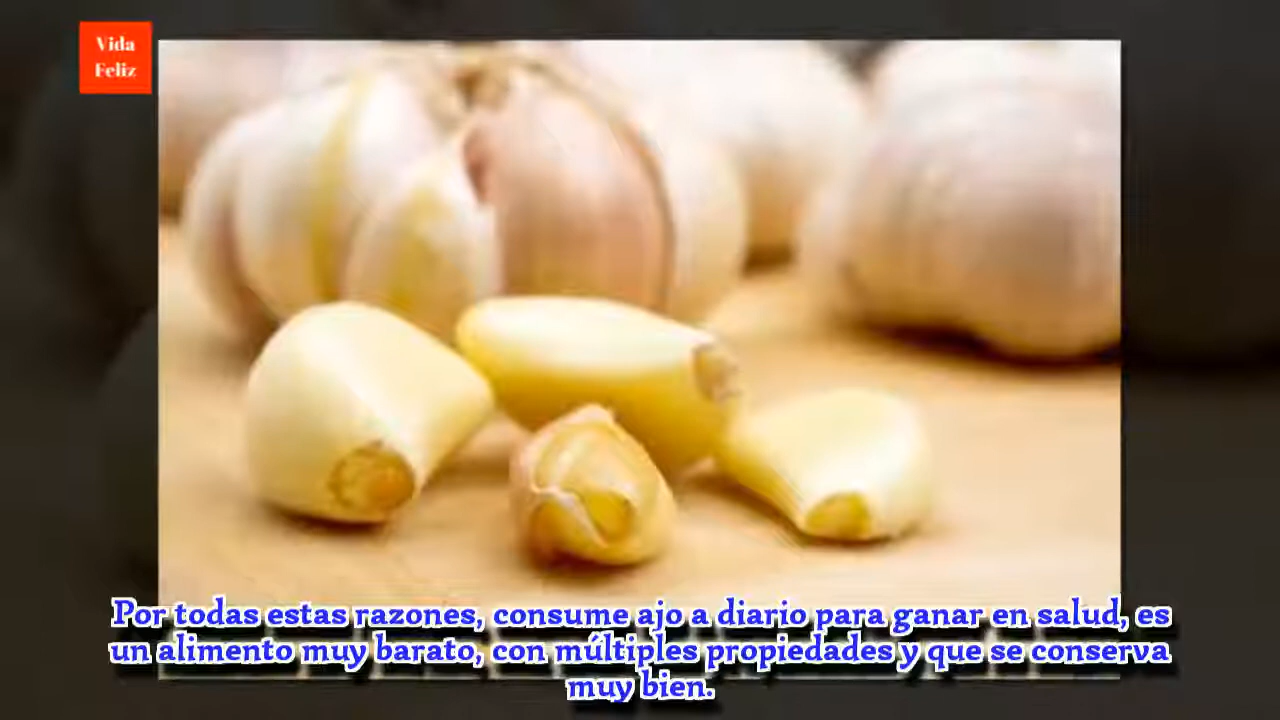 Vida
Feliz
Por todas estas razones, consume ajo a diario para ganar en salud, es
un alimento muy barato, con múltiples propiedades y que se conserva
muy bien.